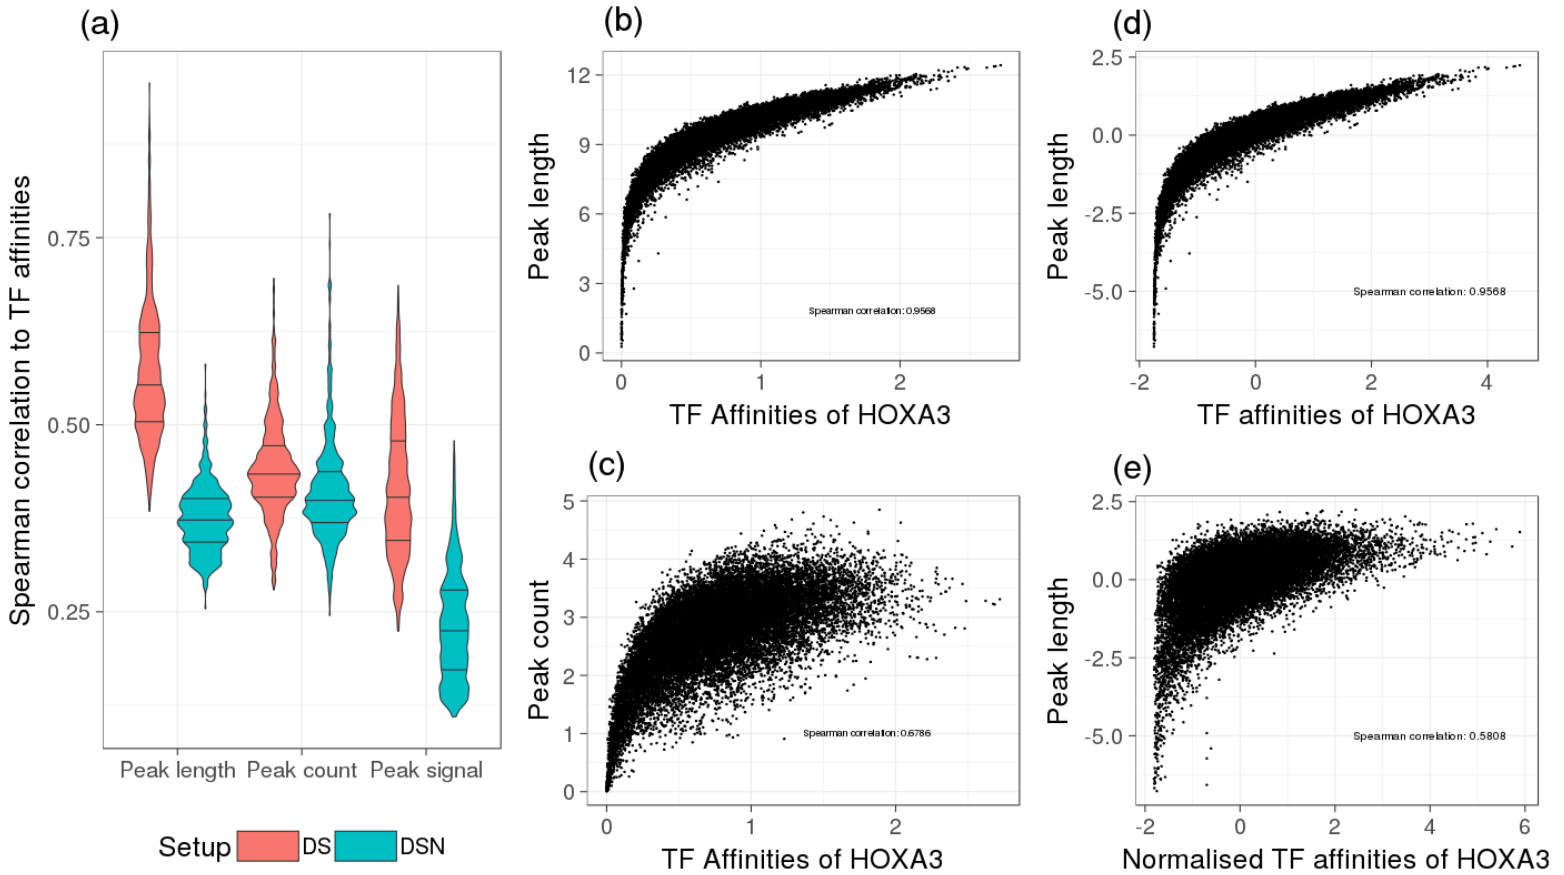 (a)
Spearman correlation to TF affinities
0.75
0.50
0.25
Peak length
Peak count
Peak signal
Setup
DS
DSN
(b)
Peak length
12
9
6
3
0
Spearman correlation: 0.9568
0
1
2
TF Affinities of HOXA3
(c)
Peak count
5
4
3
2
1
0
Spearman correlation: 0.6786
0
1
2
TF Affinities of HOXA3
(d)
Peak length
2.5
0.0
-2.5
-5.0
Spearman correlation: 0.9568
-2
0
2
4
TF affinities of HOXA3
(e)
Peak length
2.5
0.0
-2.5
-5.0
Spearman correlation: 0.5808
-2
0
2
4
6
Normalised TF affinities of HOXA3